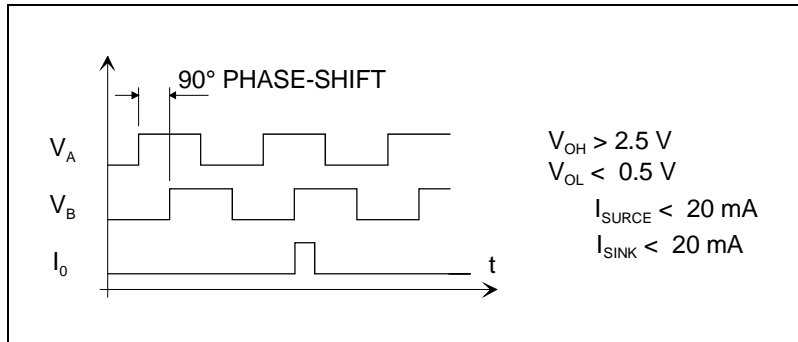 90° PHASE-SHIFT
V_A
V_B
I_0
t
V_OH > 2.5 V
V_OL < 0.5 V
I_SURCE < 20 mA
I_SINK < 20 mA